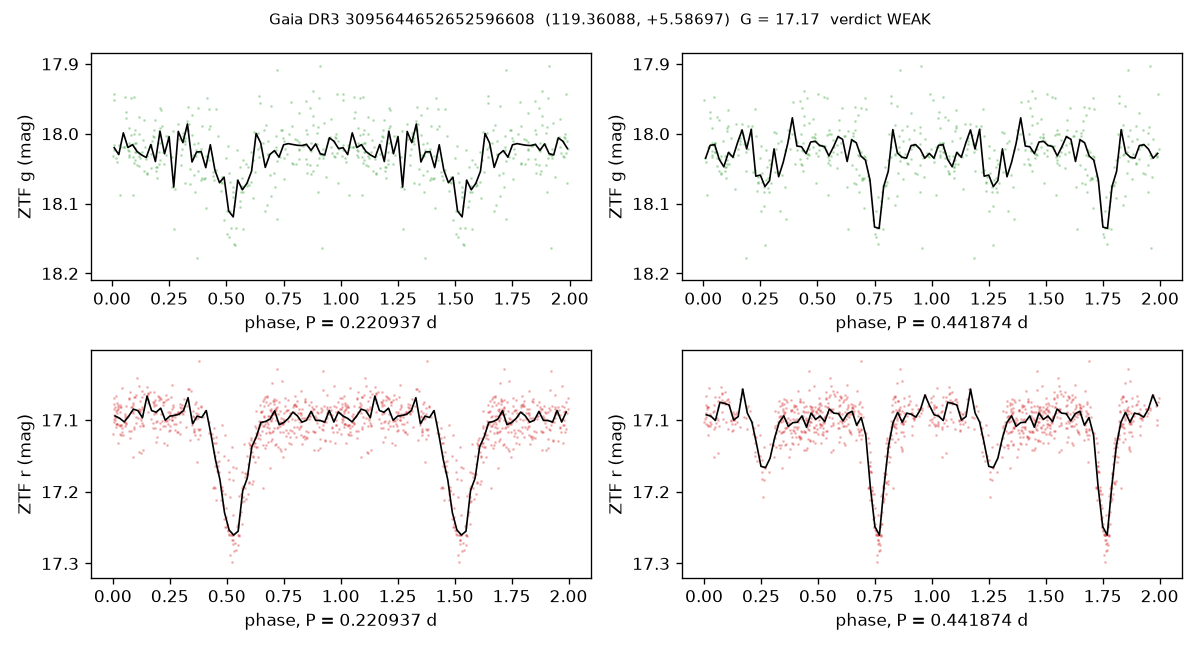 Gaia DR3 3095644652652596608 (119.36088, +5.58697) G = 17.17 verdict WEAK
ZTF g (mag)
17.9
18.0
18.1
18.2
0.00 0.25 0.50 0.75 1.00 1.25 1.50 1.75 2.00
phase, P = 0.220937 d
ZTF g (mag)
17.9
18.0
18.1
18.2
0.00 0.25 0.50 0.75 1.00 1.25 1.50 1.75 2.00
phase, P = 0.441874 d
ZTF r (mag)
17.1
17.2
17.3
0.00 0.25 0.50 0.75 1.00 1.25 1.50 1.75 2.00
phase, P = 0.220937 d
ZTF r (mag)
17.1
17.2
17.3
0.00 0.25 0.50 0.75 1.00 1.25 1.50 1.75 2.00
phase, P = 0.441874 d